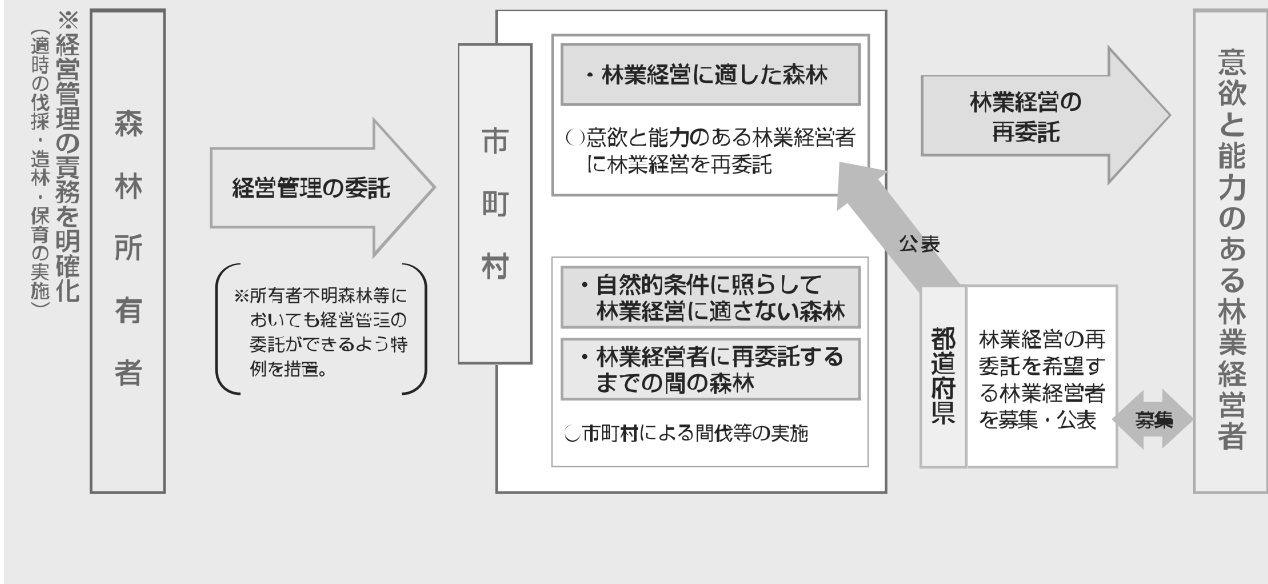 ※経営管理の責務を明確化
（適時の伐採・造林・保育の実施）
森林所有者
経営管理の委託
※所有者不明森林等に
おいても経営管理の
委託ができるよう特
例を措置。
市町村
・林業経営に適した森林
○意欲と能力のある林業経営者
に林業経営を再委託
・自然的条件に照らして
林業経営に適さない森林
・林業経営者に再委託する
までの間の森林
○市町村による間伐等の実施
林業経営の
再委託
公表
都道府県
林業経営の再
委託を希望す
る林業経営者
を募集・公表
募集
意欲と能力のある林業経営者